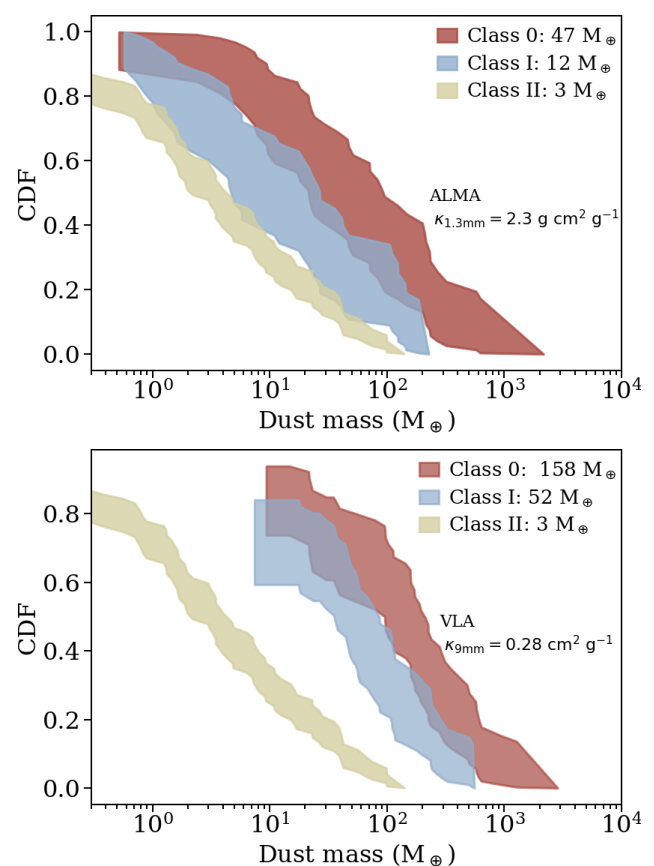 1.0
0.8
0.6
0.4
0.2
0.0
CDF
Class 0: 47 M⊕
Class I: 12 M⊕
Class II: 3 M⊕
ALMA
κ1.3mm = 2.3 g cm² g⁻¹
10⁰ 10¹ 10² 10³ 10⁴
Dust mass (M⊕)
0.8
0.6
0.4
0.2
0.0
CDF
Class 0:  158 M⊕
Class I: 52 M⊕
Class II: 3 M⊕
VLA
κ9mm = 0.28 cm² g⁻¹
10⁰ 10¹ 10² 10³ 10⁴
Dust mass (M⊕)